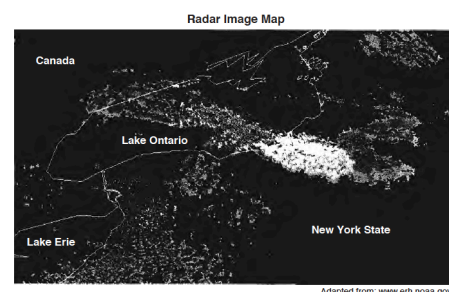 Radar Image Map
Canada
Lake Ontario
New York State
Lake Erie
Adapted from: www.erh.noaa.gov